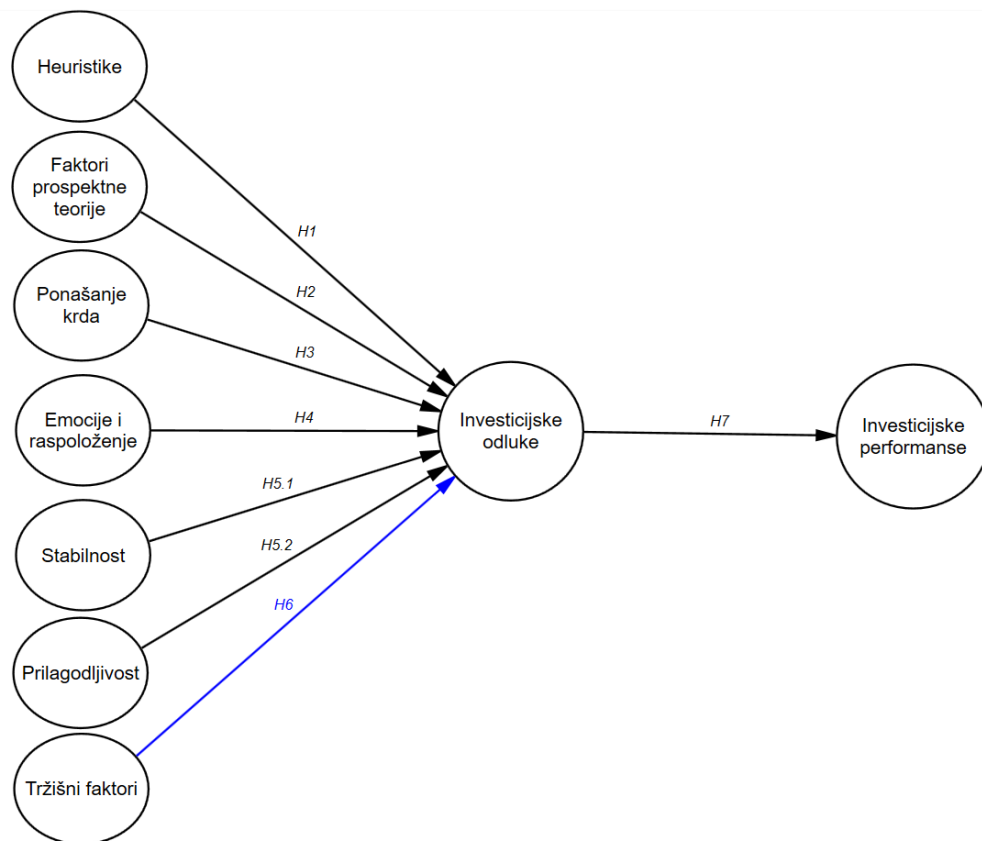 Heuristike
Faktori
prospektne
teorije
Ponašanje
krda
Emocije i
raspoloženje
Stabilnost
Prilagodljivost
Tržišni faktori
H1
H2
H3
H4
H5.1
H5.2
H6
Investicijske
odluke
H7
Investicijske
performanse